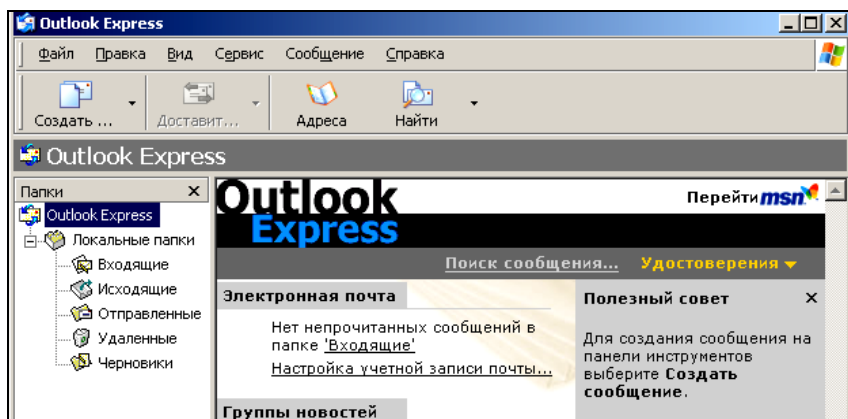 Outlook Express
Файл Правка Вид Сервис Сообщение Справка
Создать ... Доставит... Адреса Найти
Outlook Express
Папки
Outlook Express
Локальные папки
Входящие
Исходящие
Отправленные
Удаленные
Черновики
Outlook
Express
Перейти msn
Поиск сообщения... Удостоверения
Электронная почта
Нет непрочитанных сообщений в
папке 'Входящие'
Настройка учетной записи почты...
Группы новостей
Полезный совет
Для создания сообщения на
панели инструментов
выберите Создать
сообщение.